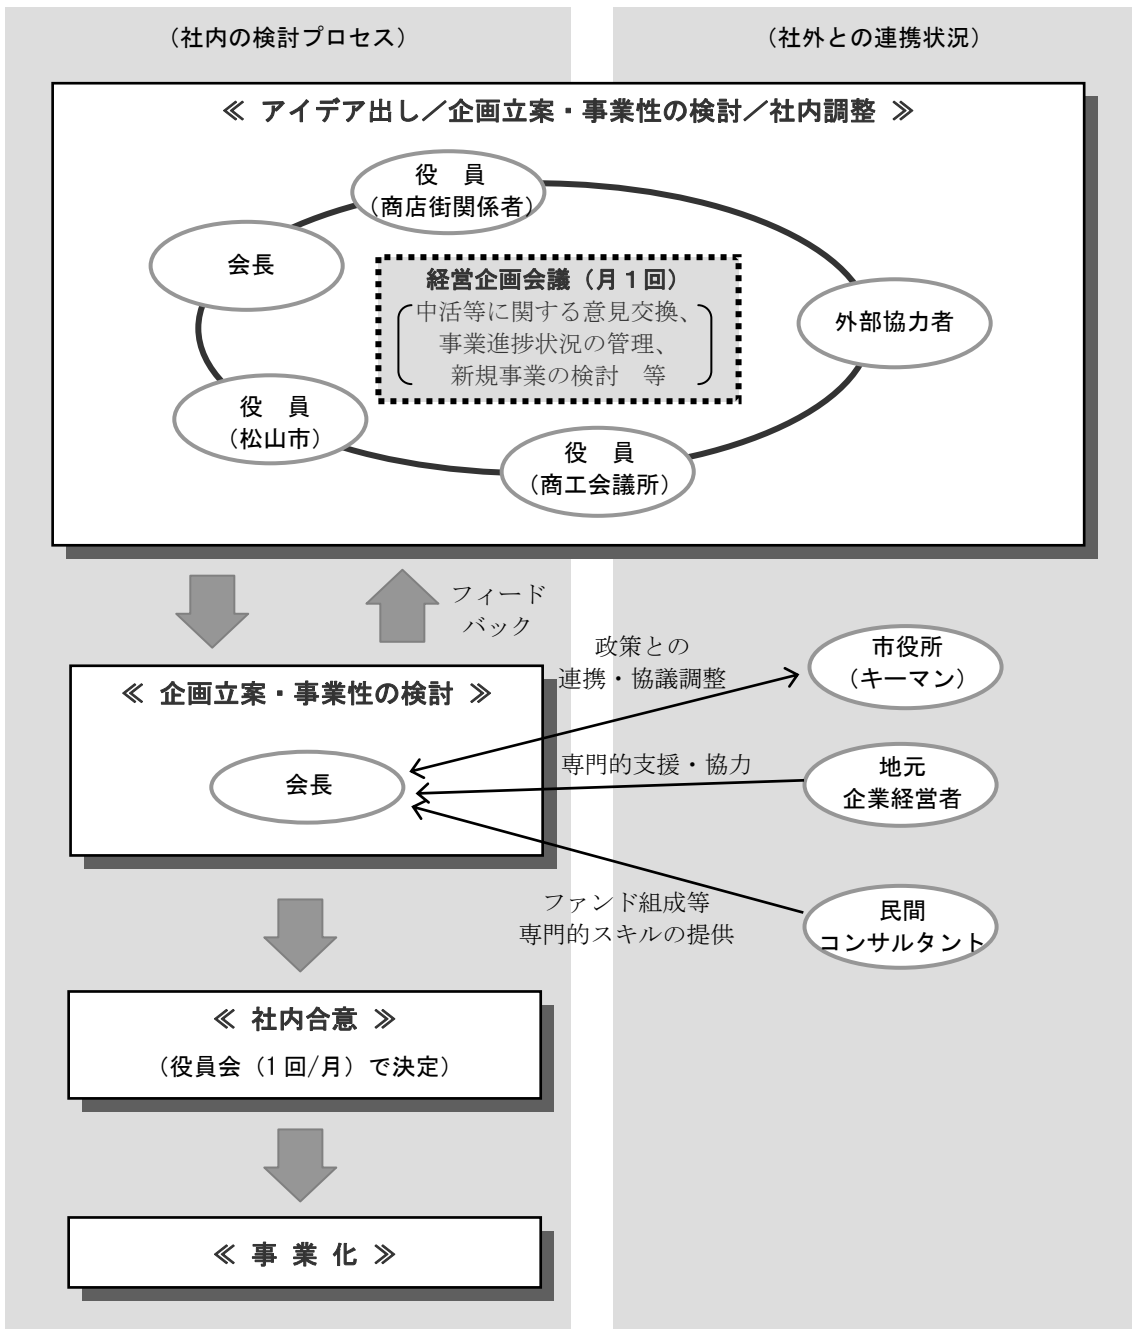 （社内の検討プロセス）
（社外との連携状況）
≪ アイデア出し／企画立案・事業性の検討／社内調整 ≫
役　員
（商店街関係者）
会長
経営企画会議（月１回）
中活等に関する意見交換、
事業進捗状況の管理、
新規事業の検討　等
外部協力者
役　員
（松山市）
役　員
（商工会議所）
フィード
バック
≪ 企画立案・事業性の検討 ≫
会長
政策との
連携・協議調整
市役所
（キーマン）
専門的支援・協力
地元
企業経営者
ファンド組成等
専門的スキルの提供
民間
コンサルタント
≪ 社内合意 ≫
（役員会（1回/月）で決定）
≪ 事 業 化 ≫